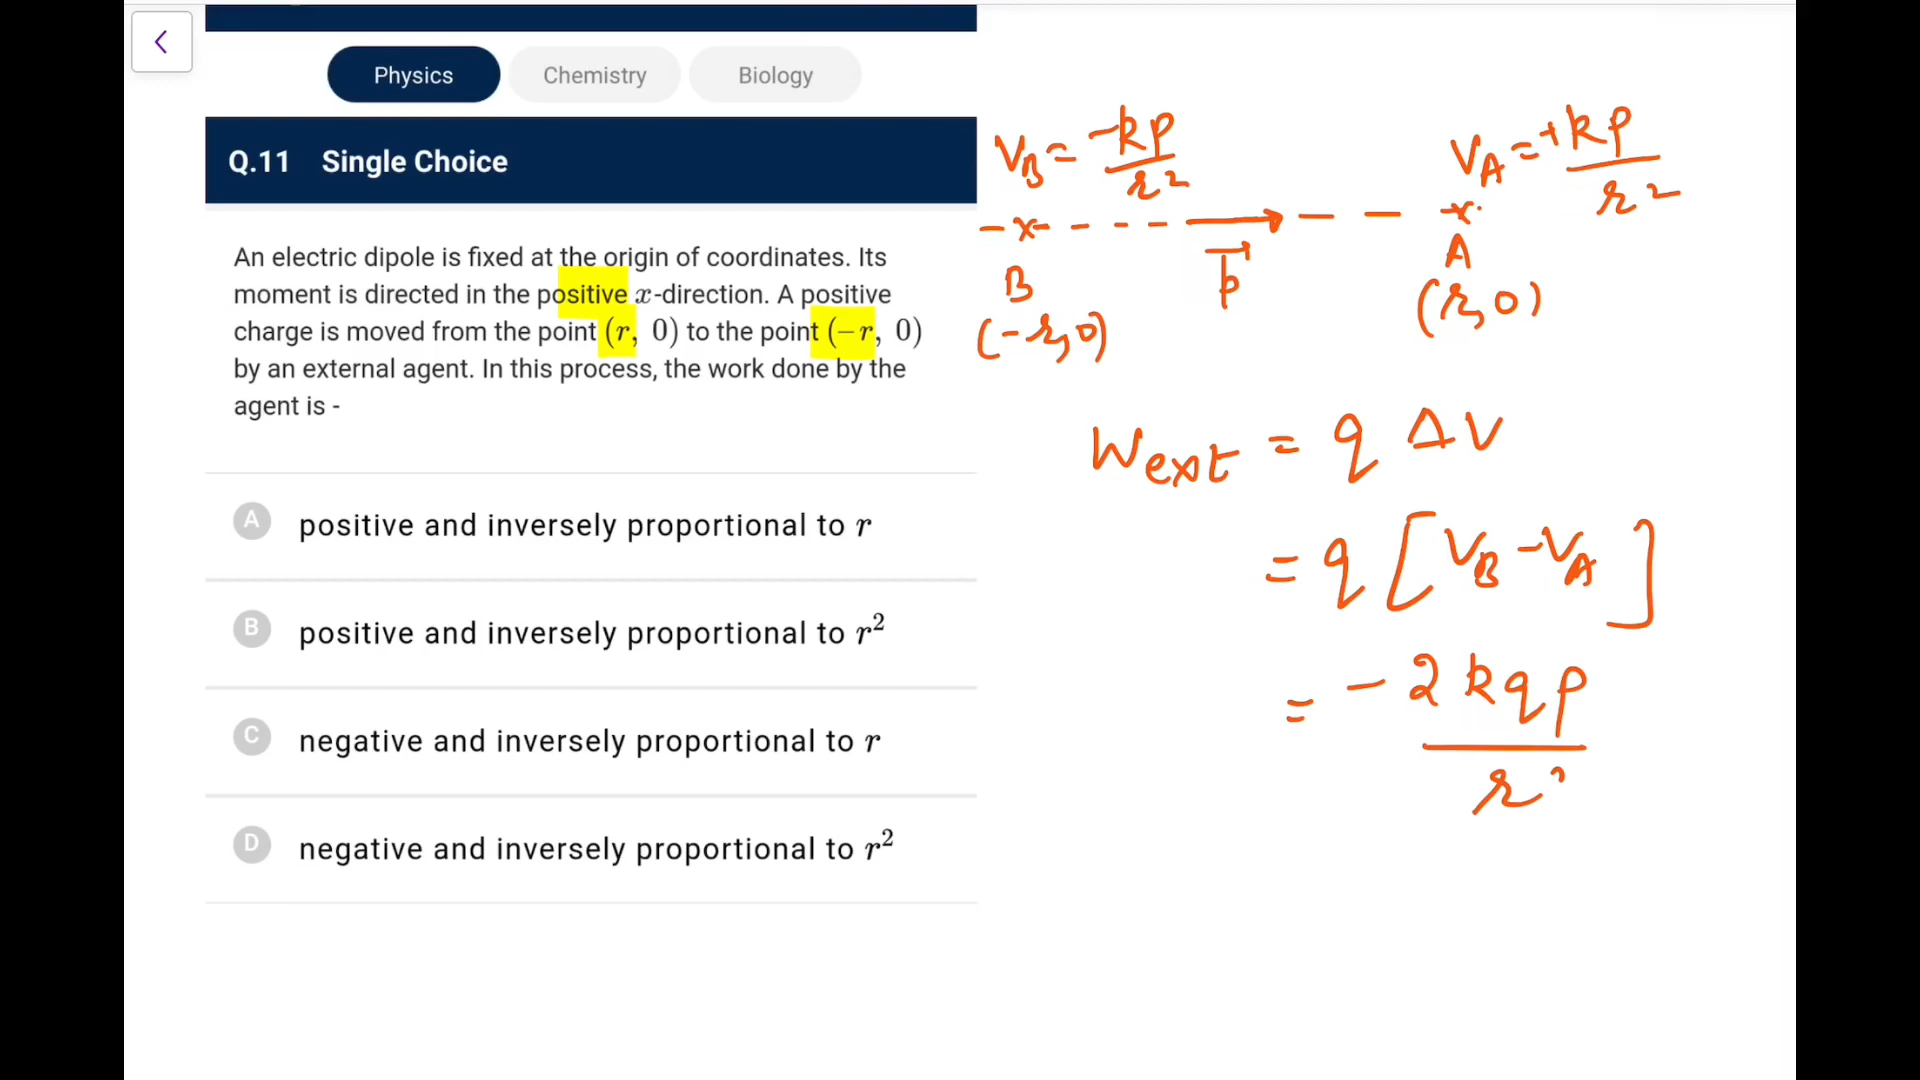 Physics Chemistry Biology
Q.11 Single Choice
An electric dipole is fixed at the origin of coordinates. Its
moment is directed in the positive x-direction. A positive
charge is moved from the point (r, 0) to the point (−r, 0)
by an external agent. In this process, the work done by the
agent is -
A positive and inversely proportional to r
B positive and inversely proportional to r²
C negative and inversely proportional to r
D negative and inversely proportional to r²
V_B = -kp/r²
V_A = +kp/r²
p⃗
B
(-r,0)
A
(r,0)
W_ext = q ΔV
= q [V_B - V_A]
= -2kqp/r²